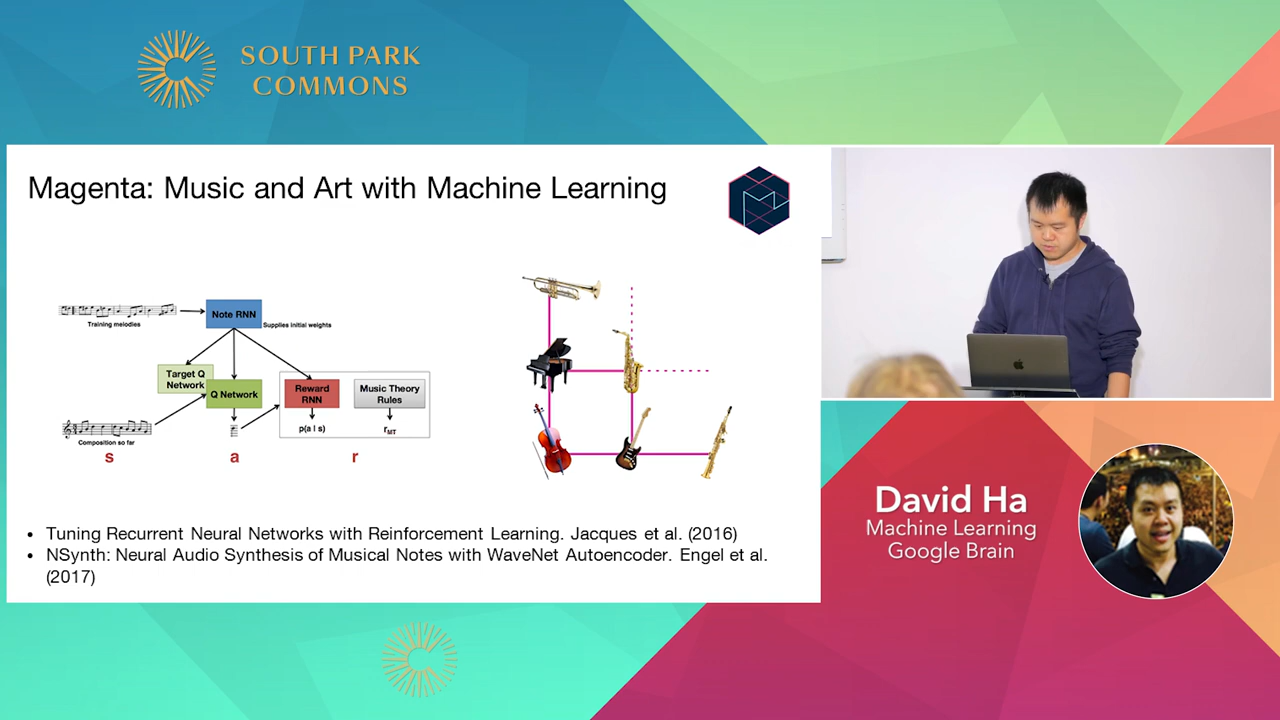 SOUTH PARK
COMMONS
Magenta: Music and Art with Machine Learning
Training melodies
Note RNN
Supplies initial weights
Target Q
Network
Q Network
Reward
RNN
Music Theory
Rules
p(a | s)
rMT
Composition so far
s a r
• Tuning Recurrent Neural Networks with Reinforcement Learning. Jacques et al. (2016)
• NSynth: Neural Audio Synthesis of Musical Notes with WaveNet Autoencoder. Engel et al.
(2017)
David Ha
Machine Learning
Google Brain